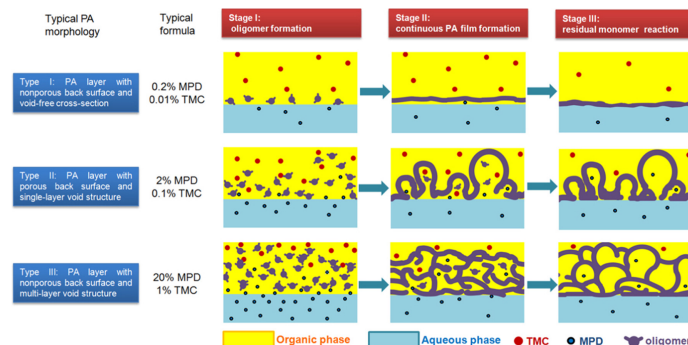 Typical PA
morphology
Typical
formula
Stage I:
oligomer formation
Stage II:
continuous PA film formation
Stage III:
residual monomer reaction
Type I: PA layer with
nonporous back surface and
void-free cross-section
0.2% MPD
0.01% TMC
Type II: PA layer with
porous back surface and
single-layer void structure
2% MPD
0.1% TMC
Type III: PA layer with
nonporous back surface and
multi-layer void structure
20% MPD
1% TMC
Organic phase
Aqueous phase
TMC
MPD
oligomer